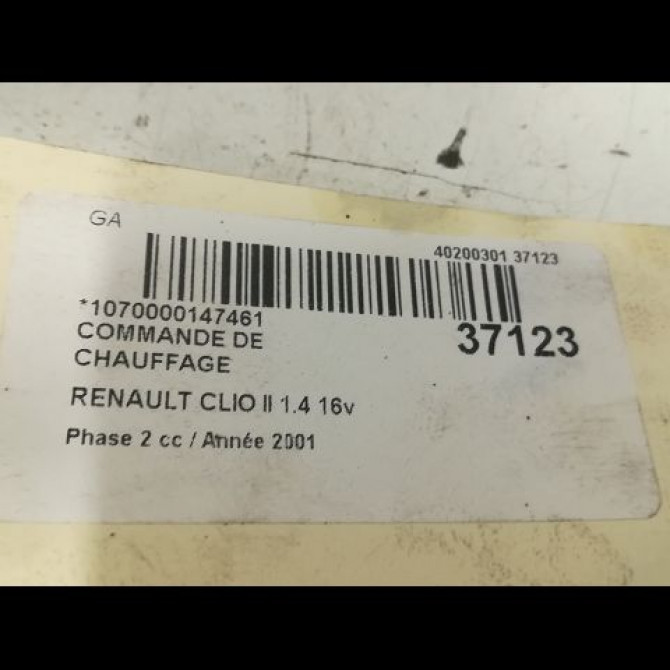 GA
40200301 37123
*1070000147461
37123
COMMANDE DE
CHAUFFAGE
RENAULT CLIO II 1.4 16v
Phase 2 cc / Année 2001